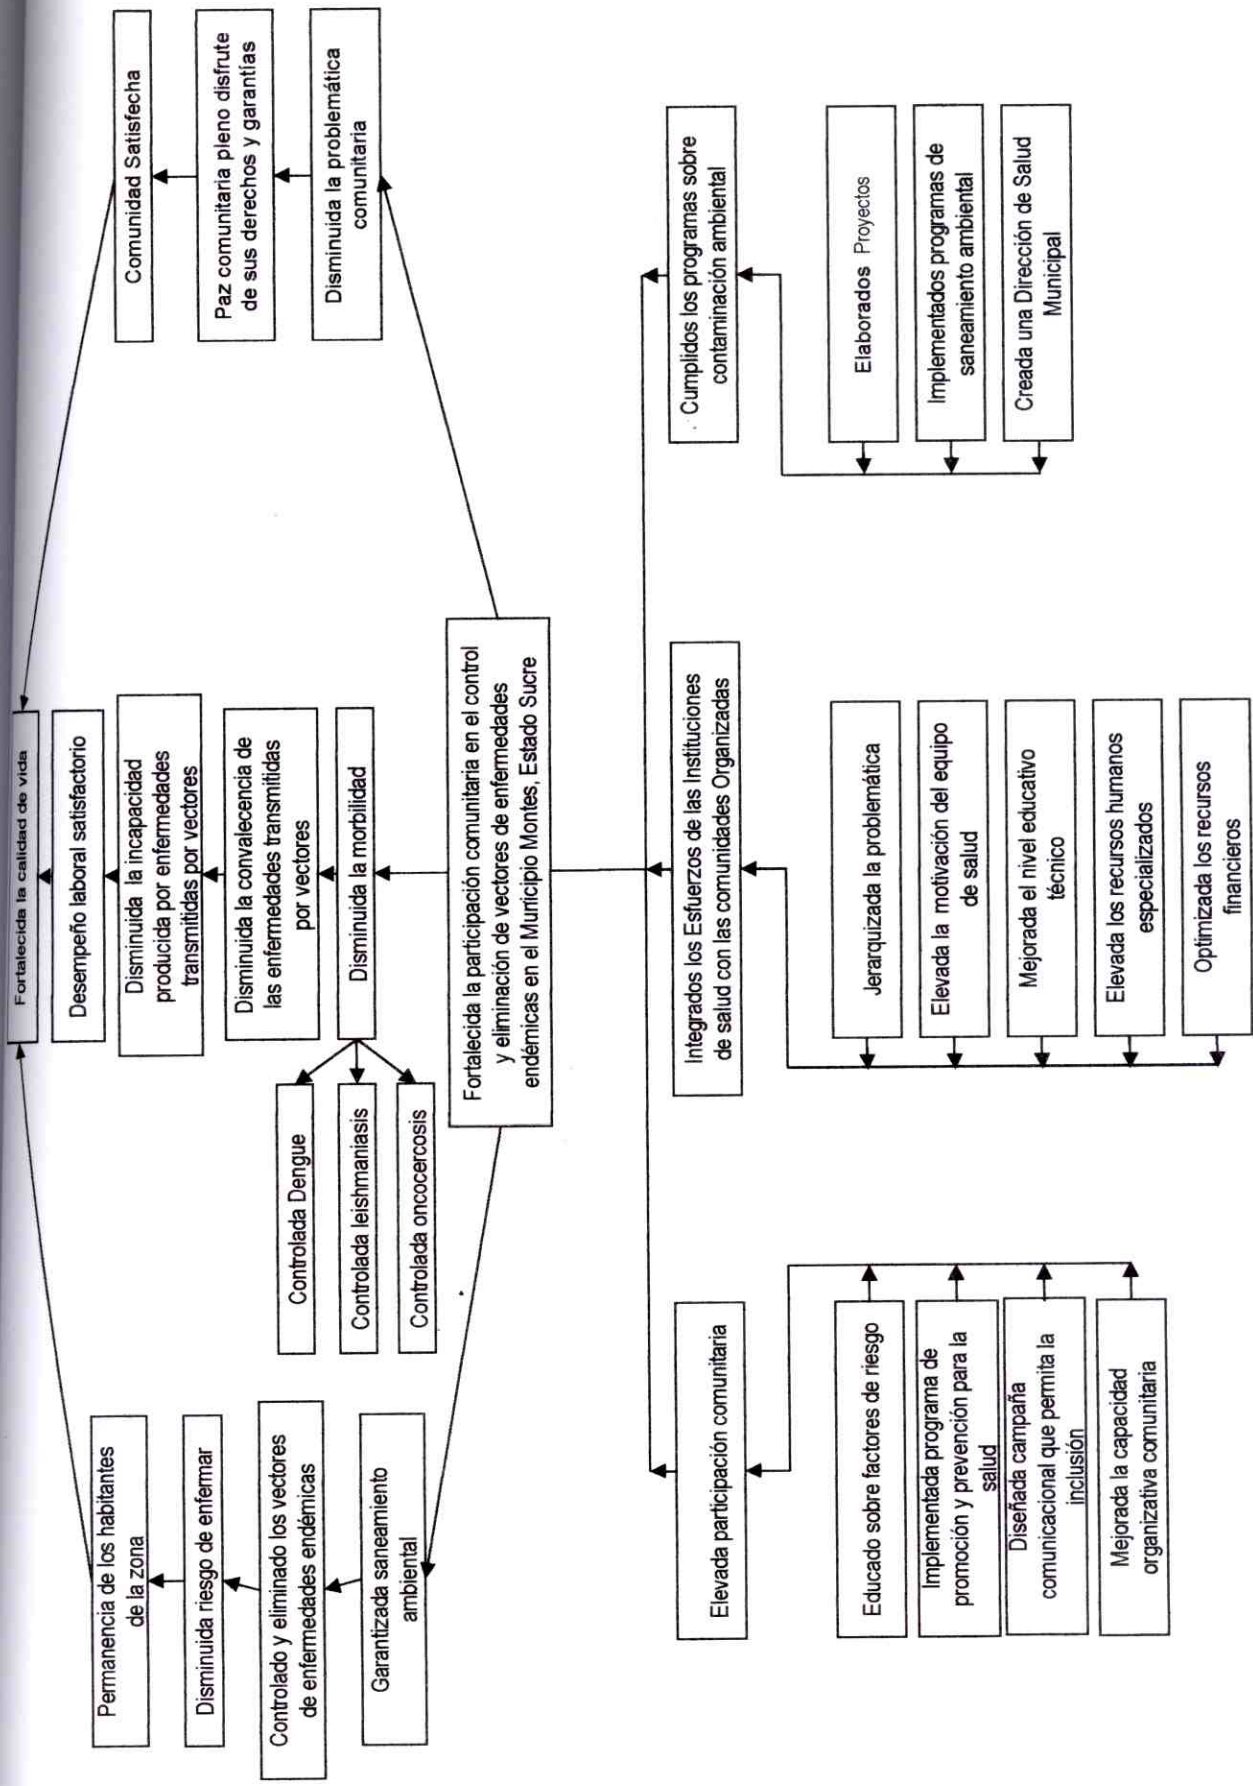 Fortalecida la calidad de vida
Desempeño laboral satisfactorio
Disminuida la incapacidad
producida por enfermedades
transmitidas por vectores
Disminuida la convalecencia de
las enfermedades transmitidas
por vectores
Disminuida la morbilidad
Controlada Dengue
Controlada leishmaniasis
Controlada oncocercosis
Permanencia de los habitantes
de la zona
Disminuida riesgo de enfermar
Controlado y eliminado los vectores
de enfermedades endémicas
Garantizada saneamiento
ambiental
Comunidad Satisfecha
Paz comunitaria pleno disfrute
de sus derechos y garantías
Disminuida la problemática
comunitaria
Fortalecida la participación comunitaria en el control
y eliminación de vectores de enfermedades
endémicas en el Municipio Montes, Estado Sucre
Elevada participación comunitaria
Educado sobre factores de riesgo
Implementada programa de
promoción y prevención para la
salud
Diseñada campaña
comunicacional que permita la
inclusión
Mejorada la capacidad
organizativa comunitaria
Integrados los Esfuerzos de las Instituciones
de salud con las comunidades Organizadas
Jerarquizada la problemática
Elevada la motivación del equipo
de salud
Mejorada el nivel educativo
técnico
Elevada los recursos humanos
especializados
Optimizada los recursos
financieros
Cumplidos los programas sobre
contaminación ambiental
Elaborados Proyectos
Implementados programas de
saneamiento ambiental
Creada una Dirección de Salud
Municipal